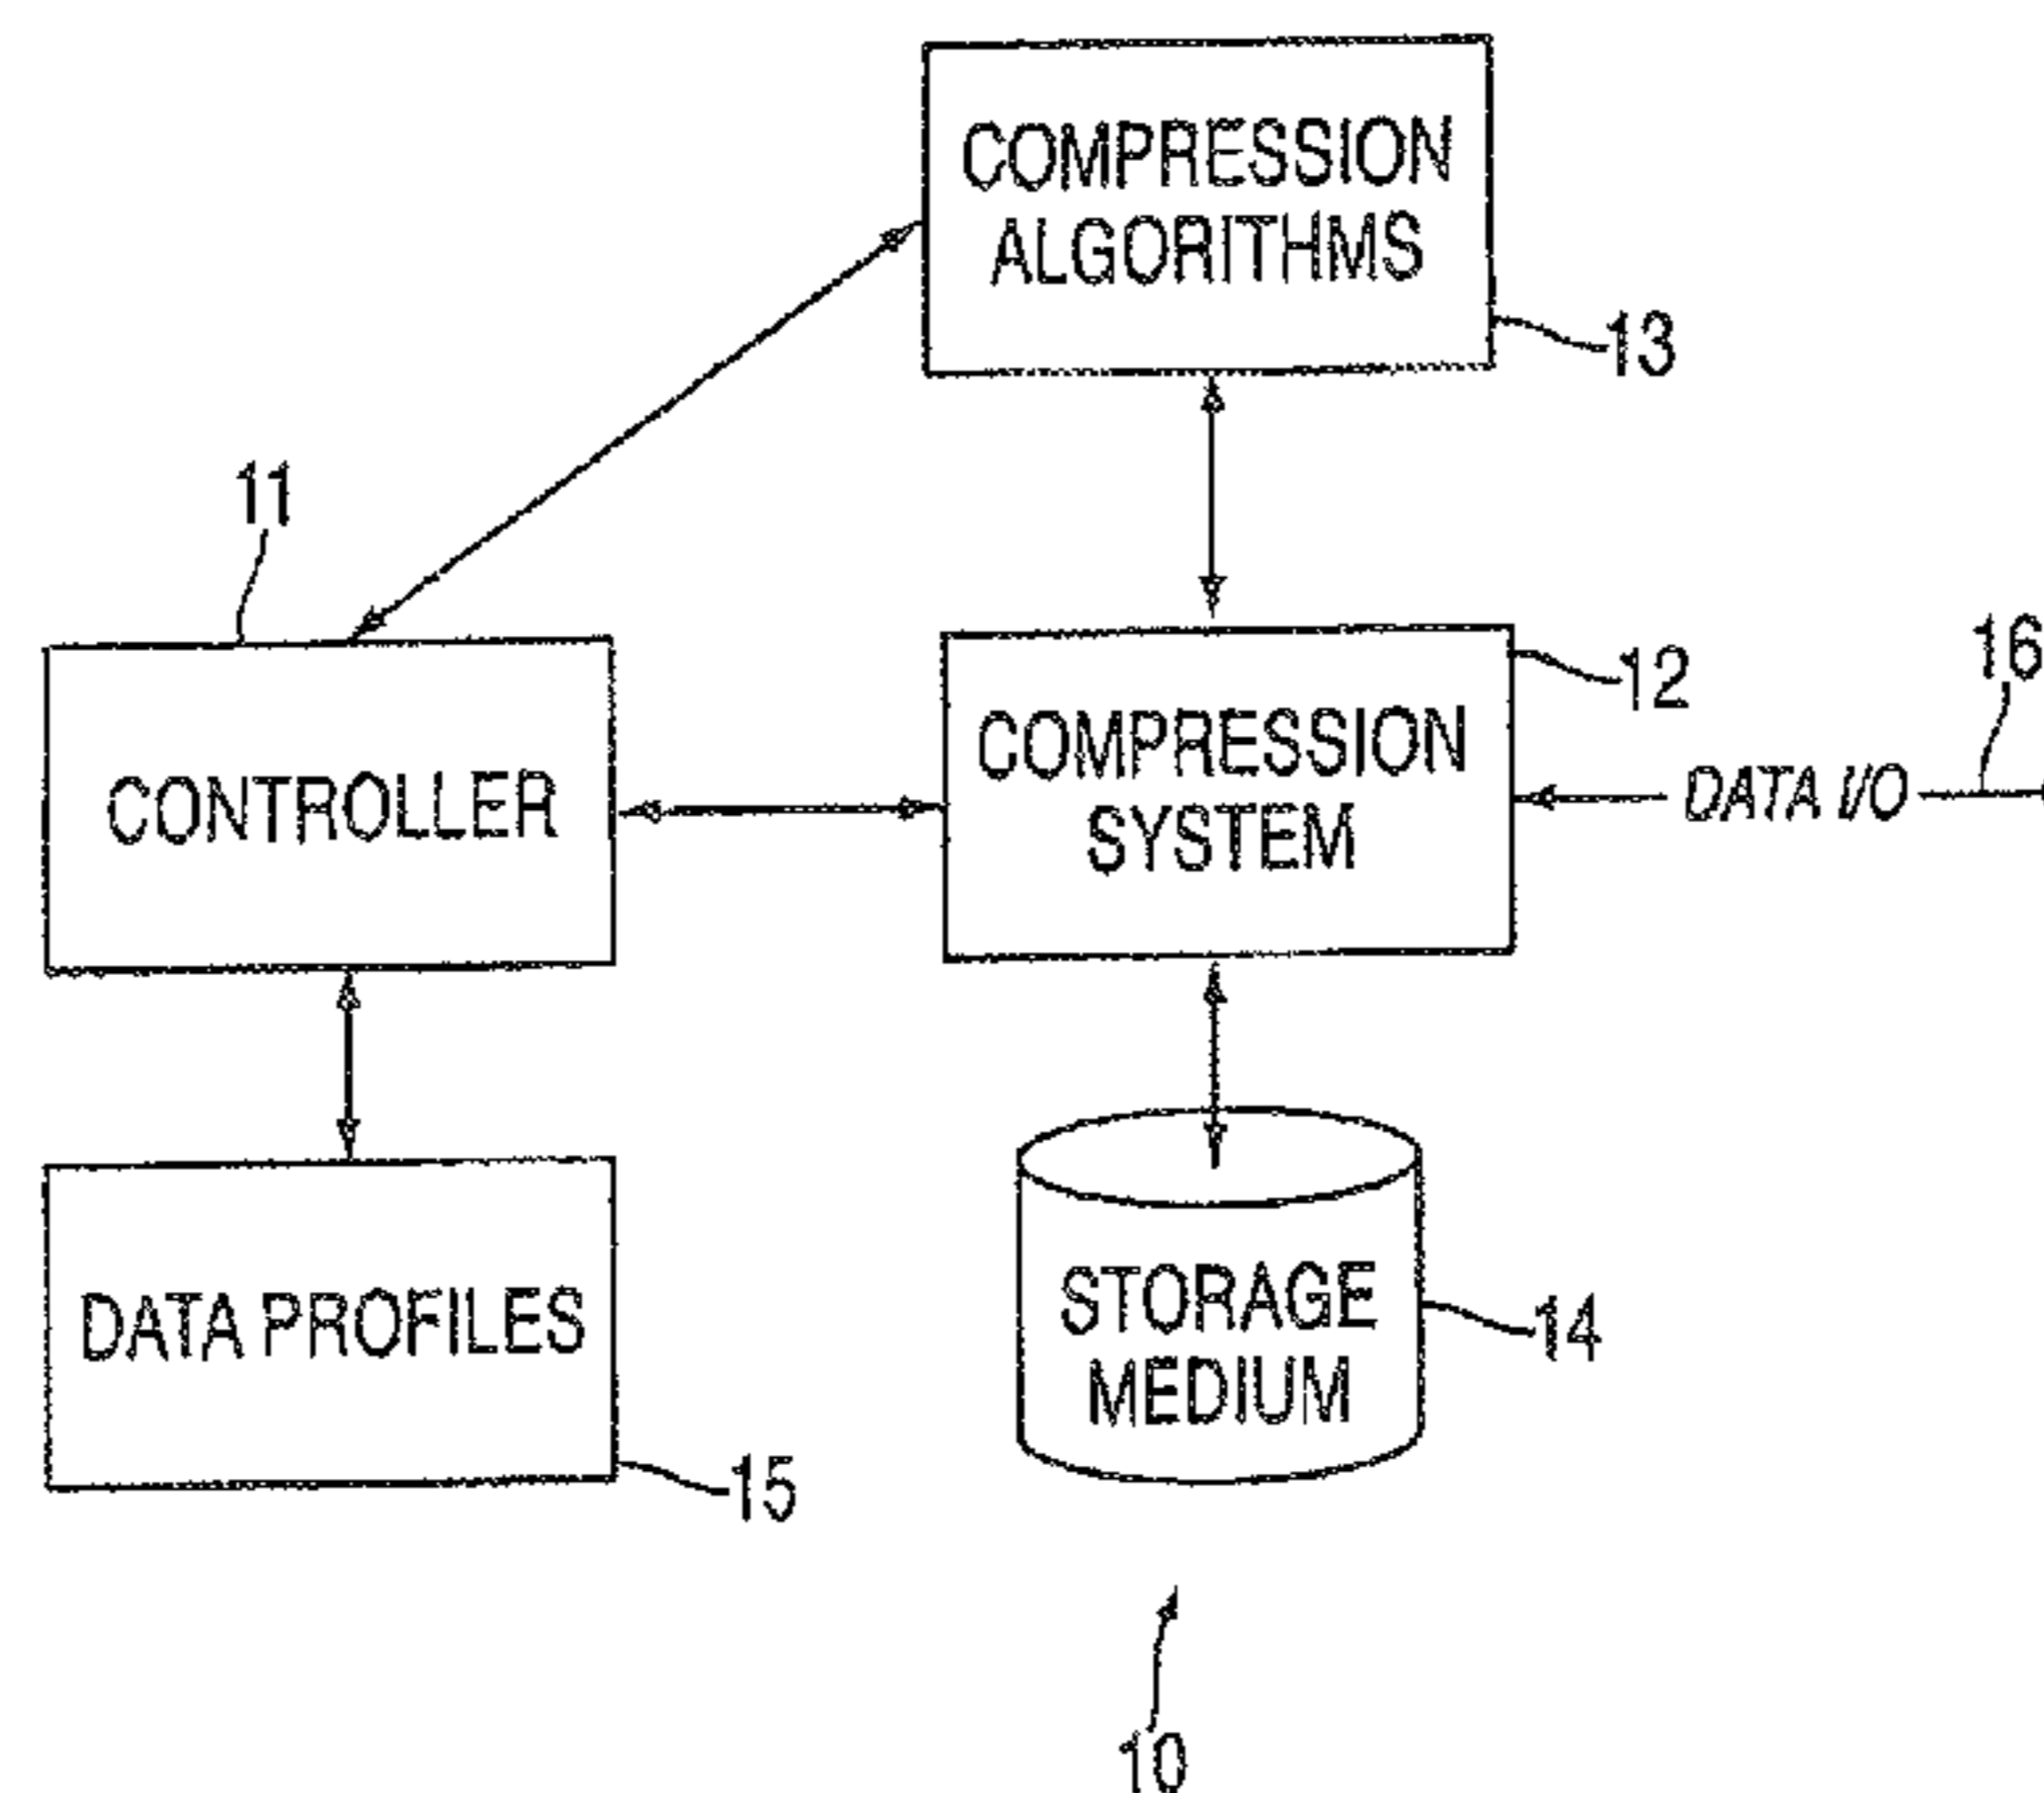 COMPRESSION
ALGORITHMS
13
11
CONTROLLER
COMPRESSION
SYSTEM
12
16
DATA I/O
DATA PROFILES
15
STORAGE
MEDIUM
14
10